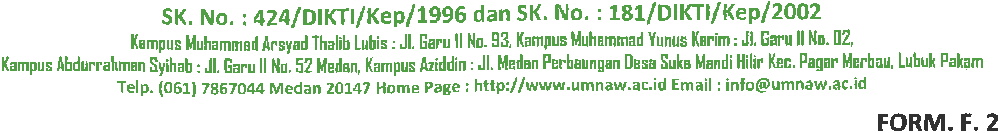 SK. No. : 424/DIKTI/Kep/1996 dan SK. No. : 181/DIKTI/Kep/2002
Kampus Muhammad Arsyad Thalib Lubis : Jl. Garu II No. 93, Kampus Muhammad Yunus Karim : Jl. Garu II No. 02,
Kampus Abdurrahman Syihab : Jl. Garu II No. 52 Medan, Kampus Aziddin : Jl. Medan Perbaungan Desa Suka Mandi Hilir Kec. Pagar Merbau, Lubuk Pakam
Telp. (061) 7867044 Medan 20147 Home Page : http://www.umnaw.ac.id Email : info@umnaw.ac.id
FORM. F. 2